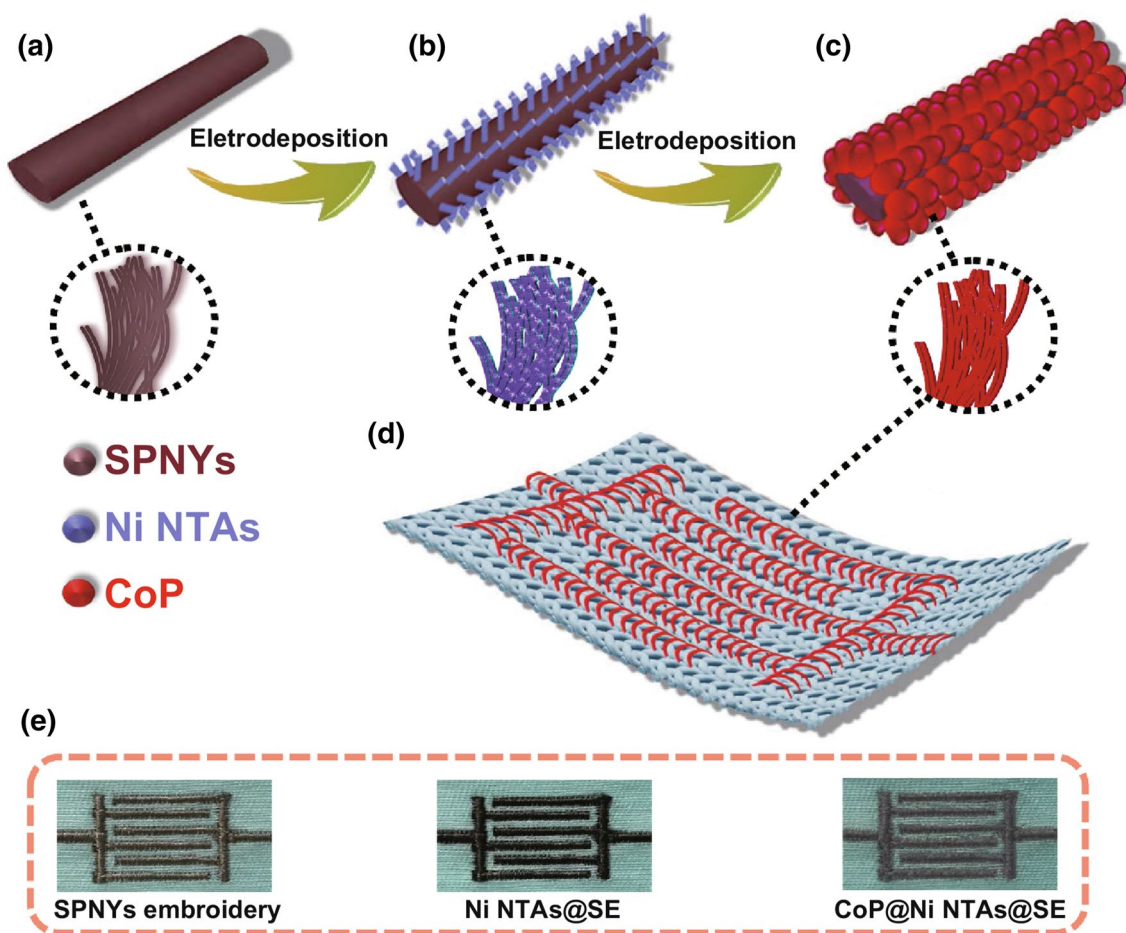 (a)
(b)
(c)
Eletrodeposition
Eletrodeposition
SPNYs
Ni NTAs
CoP
(d)
(e)
SPNYs embroidery
Ni NTAs@SE
CoP@Ni NTAs@SE